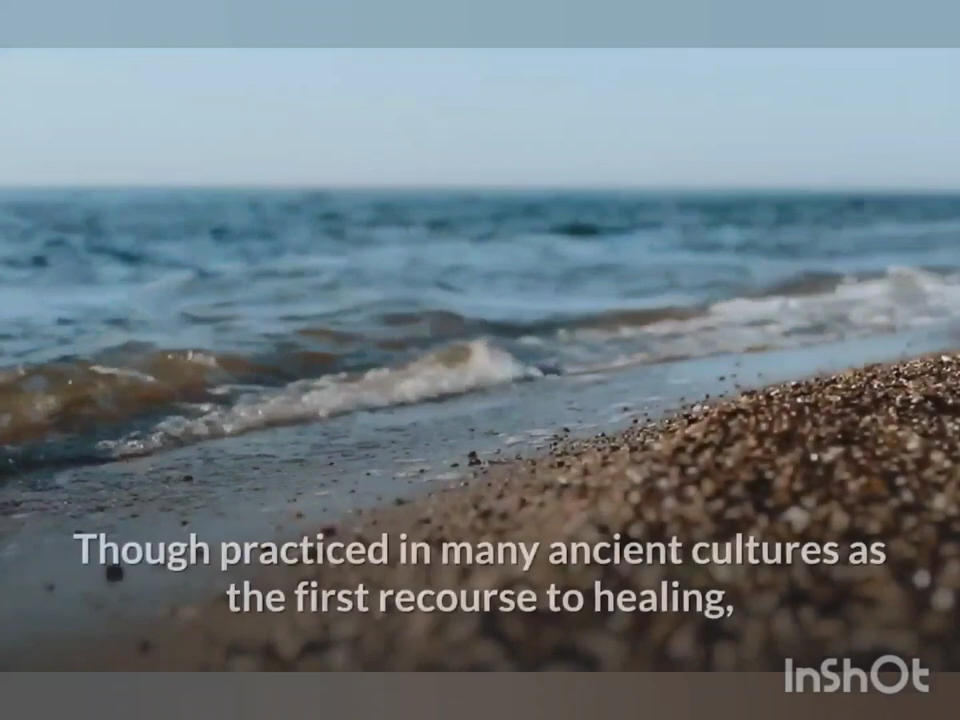 Though practiced in many ancient cultures as
the first recourse to healing,
InShOt